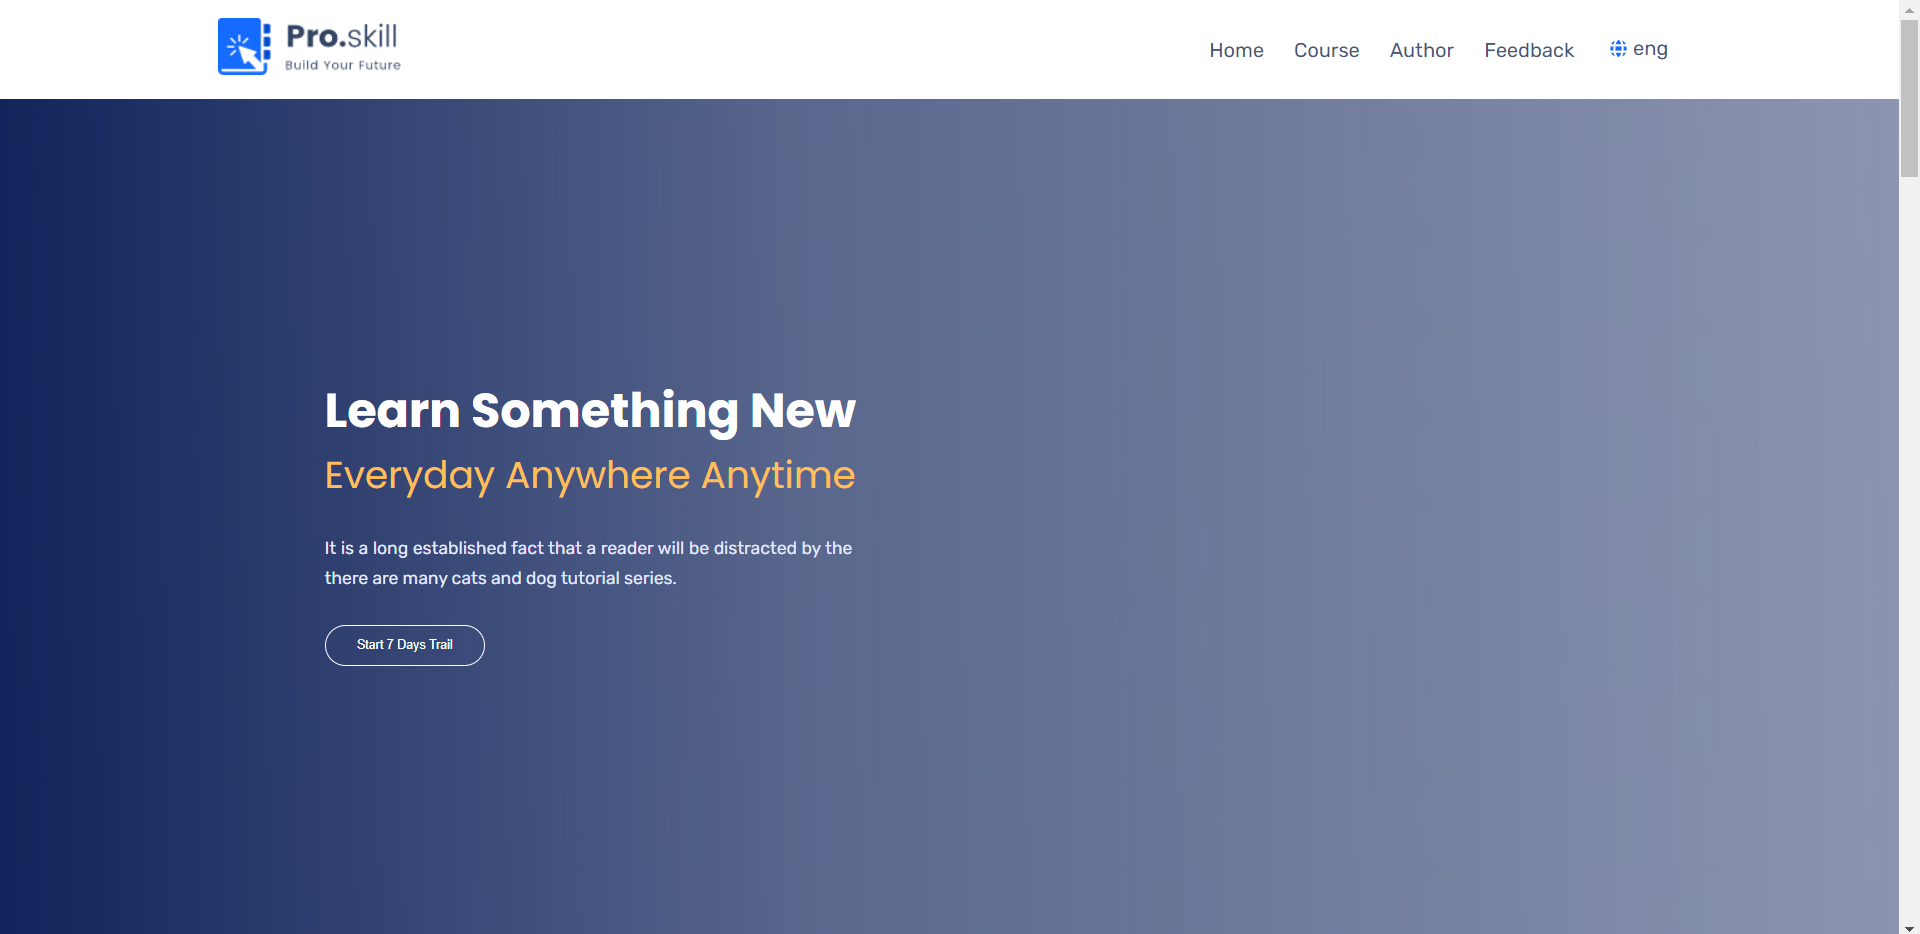 Pro.skill
Build Your Future
Home Course Author Feedback eng
Learn Something New
Everyday Anywhere Anytime
It is a long established fact that a reader will be distracted by the
there are many cats and dog tutorial series.
Start 7 Days Trail